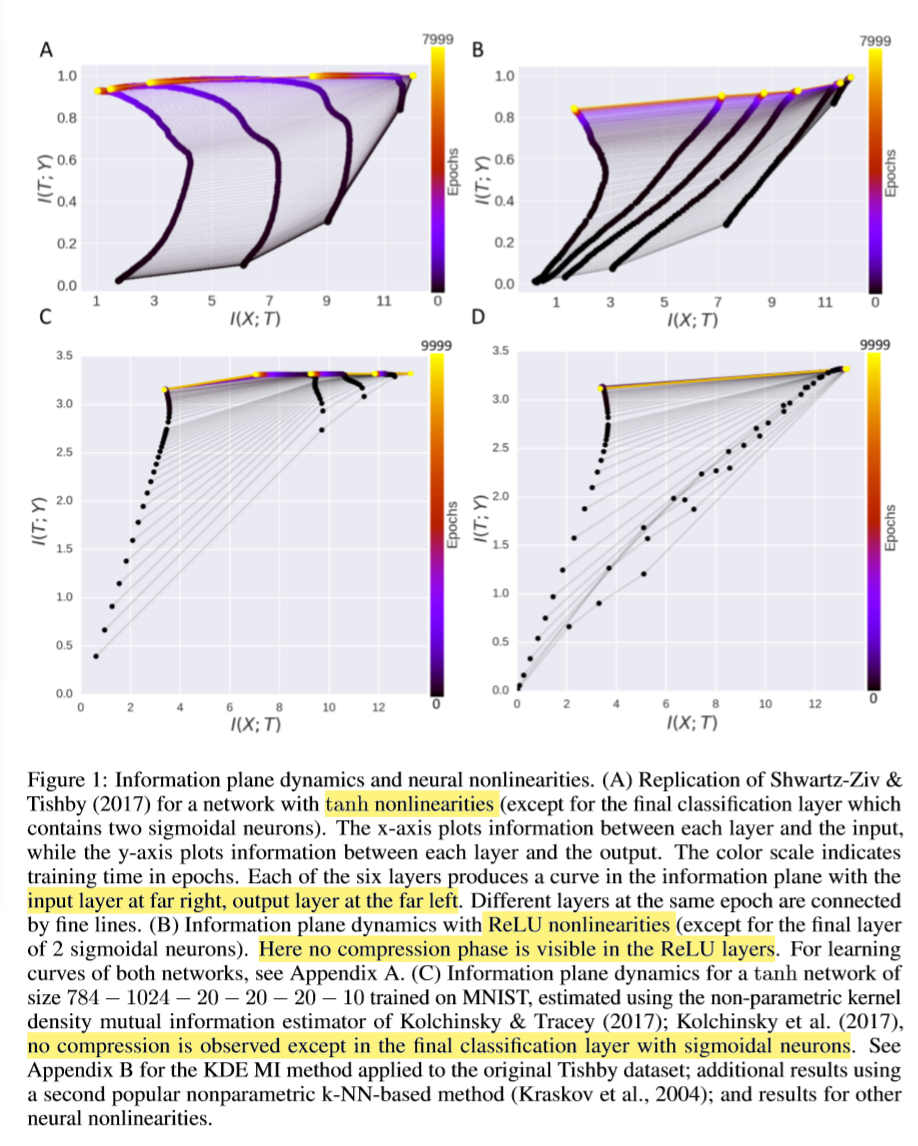 A
7999
B
7999
1.0
0.8
0.6
0.4
0.2
0.0
I(T; Y)
1 3 5 7 9 11
0
I(X; T)
Epochs
1.0
0.8
0.6
0.4
0.2
0.0
I(T; Y)
1 3 5 7 9 11
0
I(X; T)
Epochs
C
9999
D
9999
3.5
3.0
2.5
2.0
1.5
1.0
0.5
0.0
I(T; Y)
0 2 4 6 8 10 12
0
I(X; T)
Epochs
3.5
3.0
2.5
2.0
1.5
1.0
0.5
0.0
I(T; Y)
0 2 4 6 8 10 12
0
I(X; T)
Epochs
Figure 1: Information plane dynamics and neural nonlinearities. (A) Replication of Shwartz-Ziv &
Tishby (2017) for a network with tanh nonlinearities (except for the final classification layer which
contains two sigmoidal neurons). The x-axis plots information between each layer and the input,
while the y-axis plots information between each layer and the output. The color scale indicates
training time in epochs. Each of the six layers produces a curve in the information plane with the
input layer at far right, output layer at the far left. Different layers at the same epoch are connected
by fine lines. (B) Information plane dynamics with ReLU nonlinearities (except for the final layer
of 2 sigmoidal neurons). Here no compression phase is visible in the ReLU layers. For learning
curves of both networks, see Appendix A. (C) Information plane dynamics for a tanh network of
size 784 − 1024 − 20 − 20 − 20 − 10 trained on MNIST, estimated using the non-parametric kernel
density mutual information estimator of Kolchinsky & Tracey (2017); Kolchinsky et al. (2017),
no compression is observed except in the final classification layer with sigmoidal neurons. See
Appendix B for the KDE MI method applied to the original Tishby dataset; additional results using
a second popular nonparametric k-NN-based method (Kraskov et al., 2004); and results for other
neural nonlinearities.